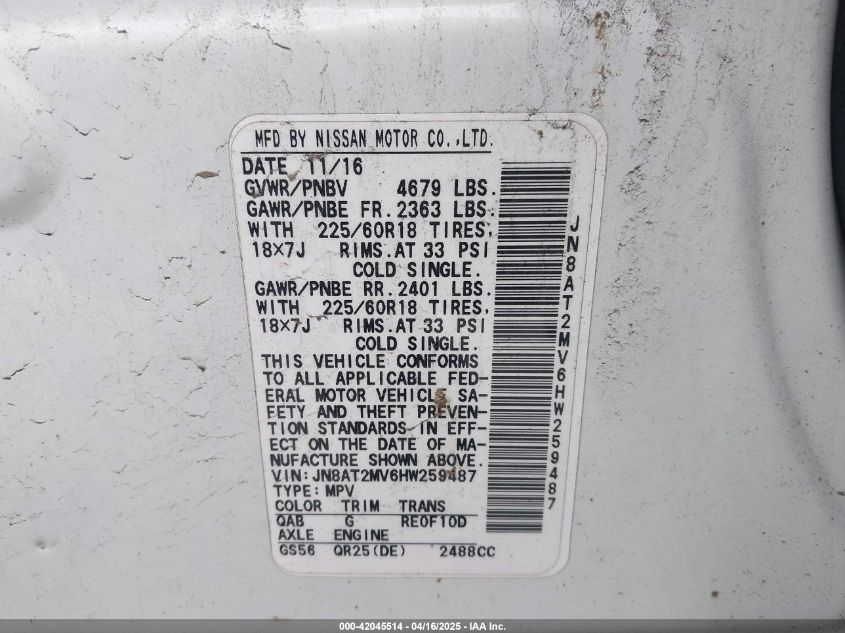 MFD BY NISSAN MOTOR CO.,LTD.
DATE 11/16
GVWR/PNBV 4679 LBS.
GAWR/PNBE FR. 2363 LBS.
WITH 225/60R18 TIRES,
18×7J RIMS.AT 33 PSI
COLD SINGLE.
GAWR/PNBE RR. 2401 LBS.
WITH 225/60R18 TIRES,
18×7J RIMS.AT 33 PSI
COLD SINGLE.
THIS VEHICLE CONFORMS
TO ALL APPLICABLE FED-
ERAL MOTOR VEHICLE SA-
FETY AND THEFT PREVEN-
TION STANDARDS IN EFF-
ECT ON THE DATE OF MA-
NUFACTURE SHOWN ABOVE.
VIN: JN8AT2MV6HW259487
TYPE: MPV
COLOR TRIM TRANS
QAB G RE0F10D
AXLE ENGINE
GS56 QR25(DE) 2488CC
JN8AT2MV6HW259487
000-42045514 - 04/16/2025 - IAA Inc.